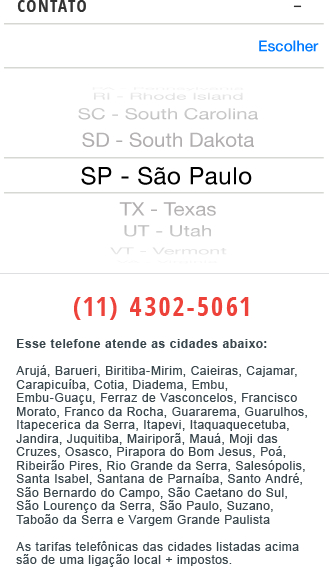 CONTATO –
Escolher
RI - Rhode Island
SC - South Carolina
SD - South Dakota
SP - São Paulo
TX - Texas
UT - Utah
VT - Vermont
(11) 4302-5061
Esse telefone atende as cidades abaixo:
Arujá, Barueri, Biritiba-Mirim, Caieiras, Cajamar,
Carapicuíba, Cotia, Diadema, Embu,
Embu-Guaçu, Ferraz de Vasconcelos, Francisco
Morato, Franco da Rocha, Guararema, Guarulhos,
Itapecerica da Serra, Itapevi, Itaquaquecetuba,
Jandira, Juquitiba, Mairiporã, Mauá, Moji das
Cruzes, Osasco, Pirapora do Bom Jesus, Poá,
Ribeirão Pires, Rio Grande da Serra, Salesópolis,
Santa Isabel, Santana de Parnaíba, Santo André,
São Bernardo do Campo, São Caetano do Sul,
São Lourenço da Serra, São Paulo, Suzano,
Taboão da Serra e Vargem Grande Paulista
As tarifas telefônicas das cidades listadas acima
são de uma ligação local + impostos.